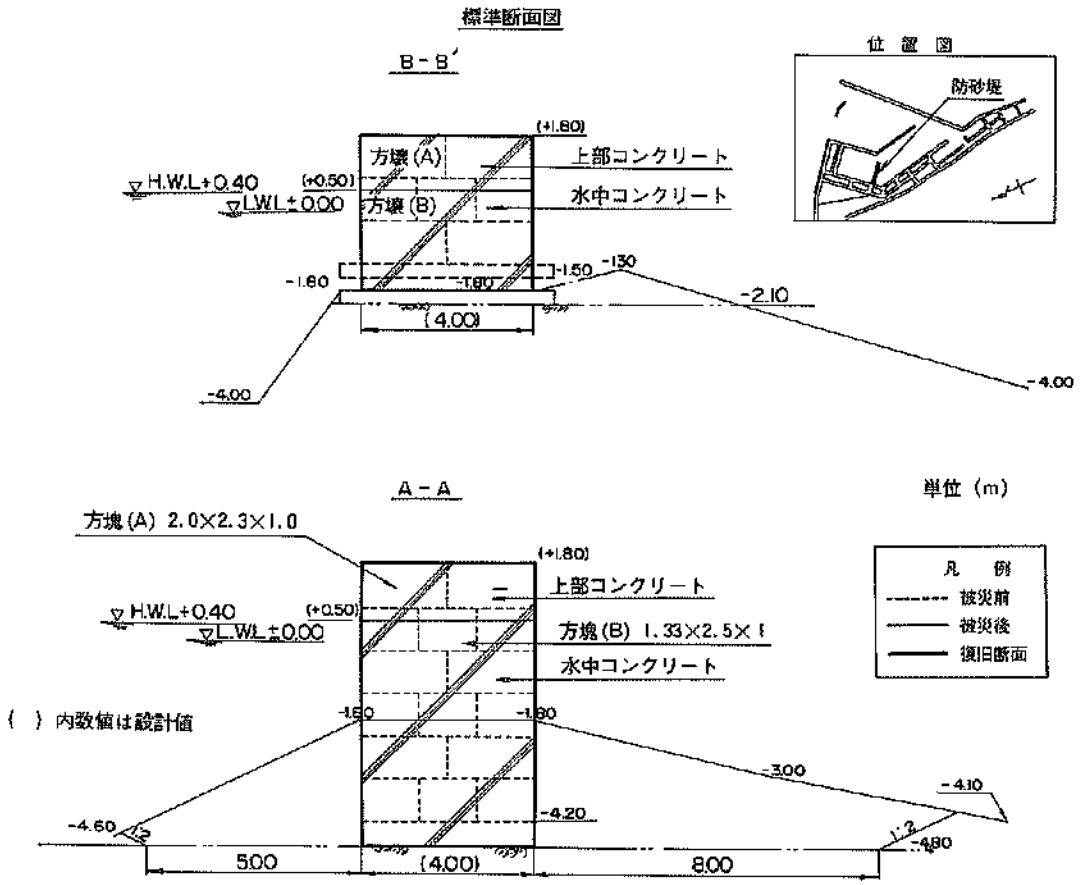 標準断面図
B-B'
位置図
防砂堤
(+1.80)
方壊(A)
上部コンクリート
H.W.L+0.40
(+0.50)
L.W.L±0.00
方壊(B)
水中コンクリート
-1.80
-1.80
-1.50
-1.30
-2.10
(4.00)
-4.00
-4.00
A-A
単位(m)
方塊(A) 2.0×2.3×1.0
(+1.80)
上部コンクリート
H.W.L+0.40
(+0.50)
L.W.L±0.00
方塊(B) 1.33×2.5×1
水中コンクリート
凡例
被災前
被災後
復旧断面
( )内数値は設計値
-1.80
-1.80
-3.00
-4.10
-4.20
-4.60
1:2
1:2
-4.80
5.00
(4.00)
8.00